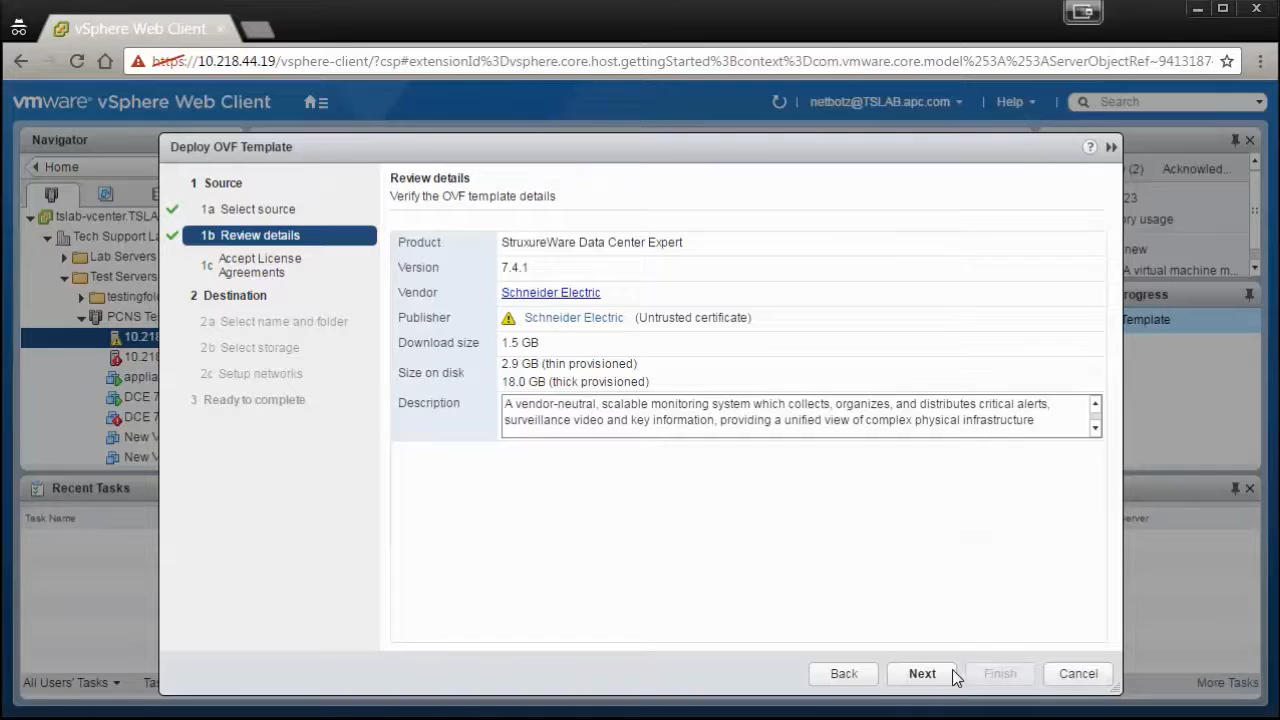 vSphere Web Client
https://10.218.44.19/vsphere-client/?csp#extensionId%3Dvsphere.core.host.gettingStarted%3Bcontext%3Dcom.vmware.core.model%253A%253AServerObjectRef~9413187-
vmware® vSphere Web Client
netbotz@TSLAB.apc.com
Help
Search
Navigator
Home
tslab-vcenter.TSLA
Tech Support La
Lab Servers
Test Servers
testingfold
PCNS Te
10.218
10.218
applia
DCE 7
DCE 7
New V
New V
Deploy OVF Template
1 Source
1a Select source
1b Review details
1c Accept License
Agreements
2 Destination
2a Select name and folder
2b Select storage
2c Setup networks
3 Ready to complete
Review details
Verify the OVF template details
Product StruxureWare Data Center Expert
Version 7.4.1
Vendor Schneider Electric
Publisher Schneider Electric (Untrusted certificate)
Download size 1.5 GB
Size on disk 2.9 GB (thin provisioned)
18.0 GB (thick provisioned)
Description A vendor-neutral, scalable monitoring system which collects, organizes, and distributes critical alerts,
surveillance video and key information, providing a unified view of complex physical infrastructure
Back
Next
Finish
Cancel
(2) Acknowled...
23
ory usage
new
A virtual machine m...
rogress
Template
Recent Tasks
Task Name
erver
All Users' Tasks
Tas
More Tasks